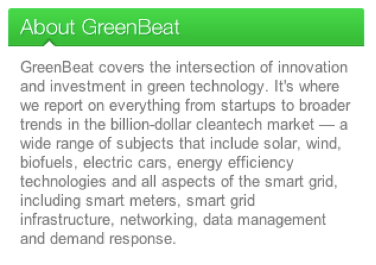 About GreenBeat
GreenBeat covers the intersection of innovation
and investment in green technology. It's where
we report on everything from startups to broader
trends in the billion-dollar cleantech market — a
wide range of subjects that include solar, wind,
biofuels, electric cars, energy efficiency
technologies and all aspects of the smart grid,
including smart meters, smart grid
infrastructure, networking, data management
and demand response.